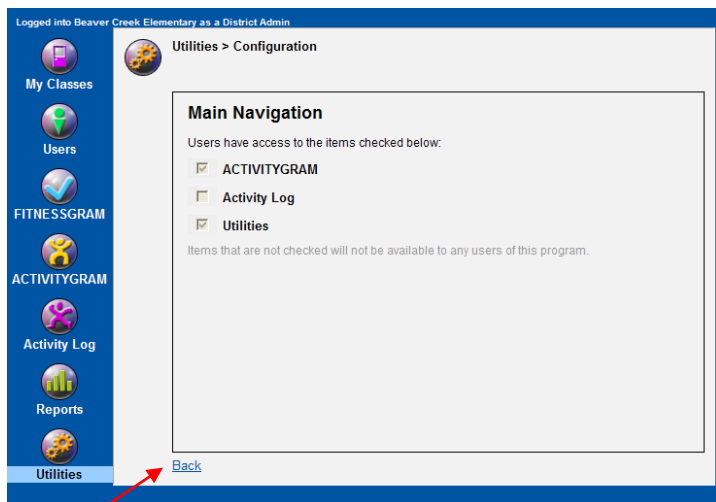 Logged into Beaver Creek Elementary as a District Admin
My Classes
Users
FITNESSGRAM
ACTIVITYGRAM
Activity Log
Reports
Utilities
Utilities > Configuration
Main Navigation
Users have access to the items checked below:
ACTIVITYGRAM
Activity Log
Utilities
Items that are not checked will not be available to any users of this program.
Back